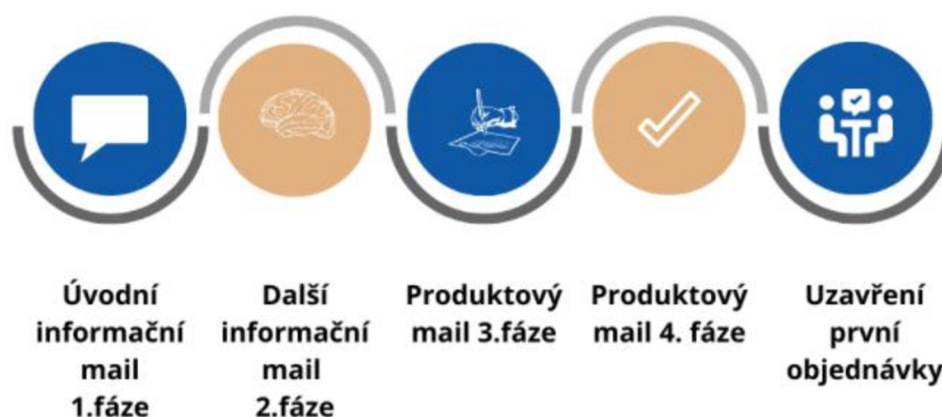 Úvodní
informační
mail
1.fáze
Další
informační
mail
2.fáze
Produktový
mail 3.fáze
Produktový
mail 4. fáze
Uzavření
první
objednávky